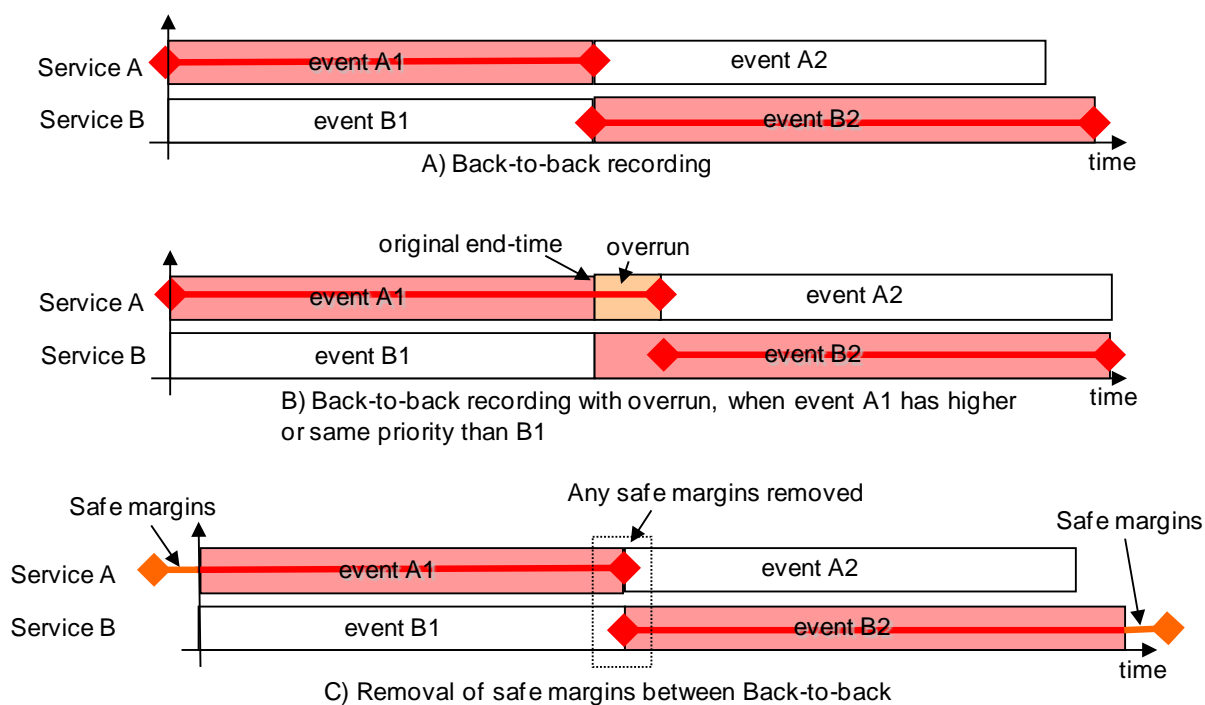 Service A
event A1
event A2
Service B
event B1
event B2
time
A) Back-to-back recording
original end-time
overrun
Service A
event A1
event A2
Service B
event B1
event B2
time
B) Back-to-back recording with overrun, when event A1 has higher
or same priority than B1
Safe margins
Any safe margins removed
Safe margins
Service A
event A1
event A2
Service B
event B1
event B2
time
C) Removal of safe margins between Back-to-back